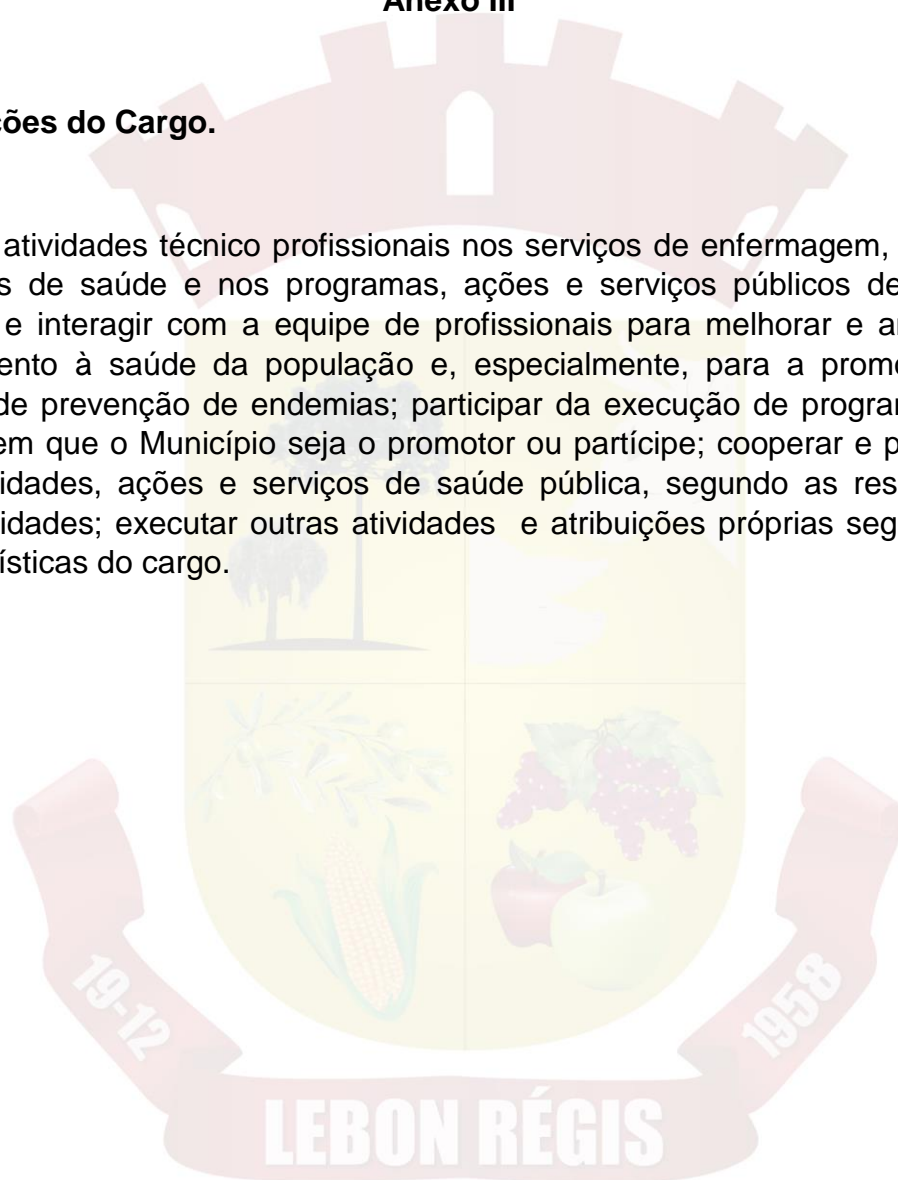 Anexo III
ções do Cargo.
atividades técnico profissionais nos serviços de enfermagem,
s de saúde e nos programas, ações e serviços públicos de
e interagir com a equipe de profissionais para melhorar e a
ento à saúde da população e, especialmente, para a prom
de prevenção de endemias; participar da execução de progra
em que o Município seja o promotor ou partícipe; cooperar e p
idades, ações e serviços de saúde pública, segundo as res
idades; executar outras atividades e atribuições próprias seg
ísticas do cargo.
19-12
1958
LEBON RÉGIS